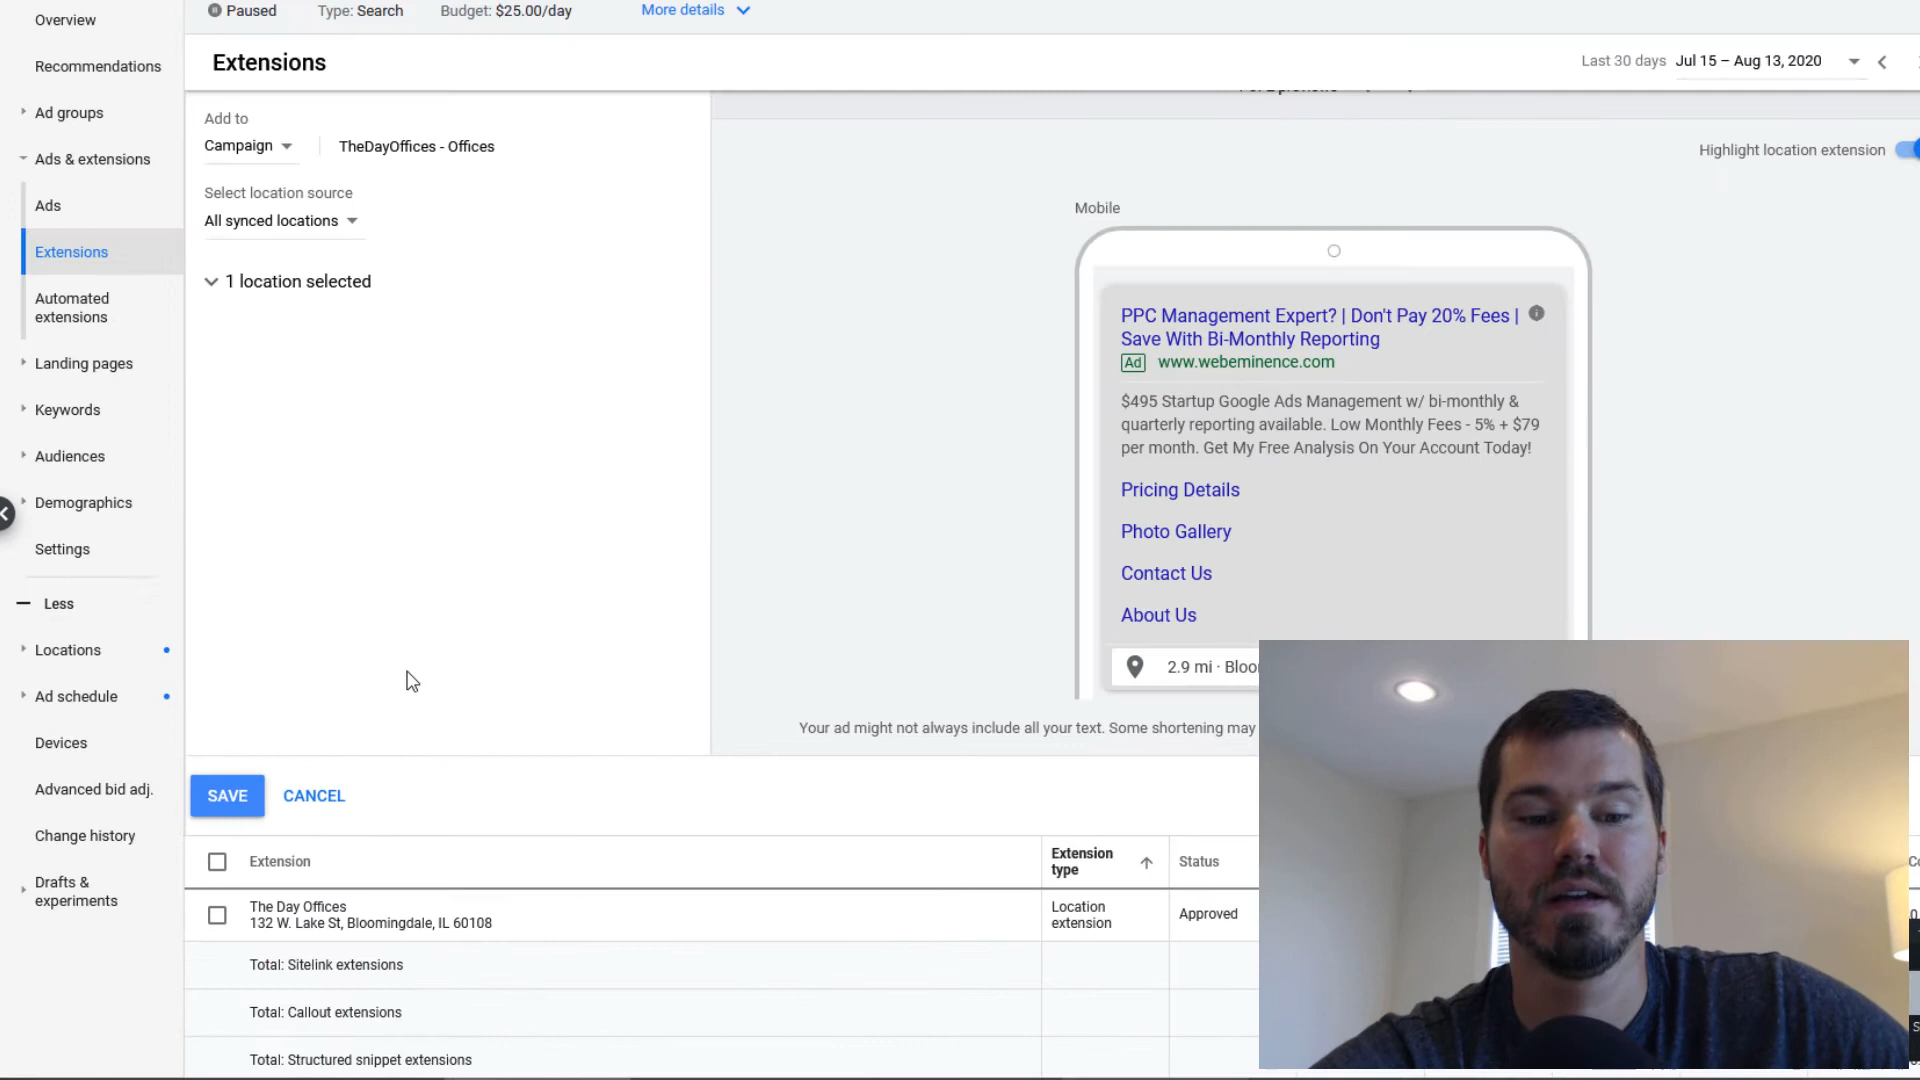 Overview
Recommendations
Ad groups
Ads & extensions
Ads
Extensions
Automated
extensions
Landing pages
Keywords
Audiences
Demographics
Settings
Less
Locations
Ad schedule
Devices
Advanced bid adj.
Change history
Drafts &
experiments
Paused Type: Search Budget: $25.00/day More details
Extensions
Last 30 days Jul 15 – Aug 13, 2020
Add to
Campaign TheDayOffices - Offices
Select location source
All synced locations
1 location selected
Highlight location extension
Mobile
PPC Management Expert? | Don't Pay 20% Fees |
Save With Bi-Monthly Reporting
Ad www.webeminence.com
$495 Startup Google Ads Management w/ bi-monthly &
quarterly reporting available. Low Monthly Fees - 5% + $79
per month. Get My Free Analysis On Your Account Today!
Pricing Details
Photo Gallery
Contact Us
About Us
2.9 mi · Bloo
Your ad might not always include all your text. Some shortening may
SAVE CANCEL
Extension Extension
type Status
The Day Offices
132 W. Lake St, Bloomingdale, IL 60108
Location
extension
Approved
Total: Sitelink extensions
Total: Callout extensions
Total: Structured snippet extensions